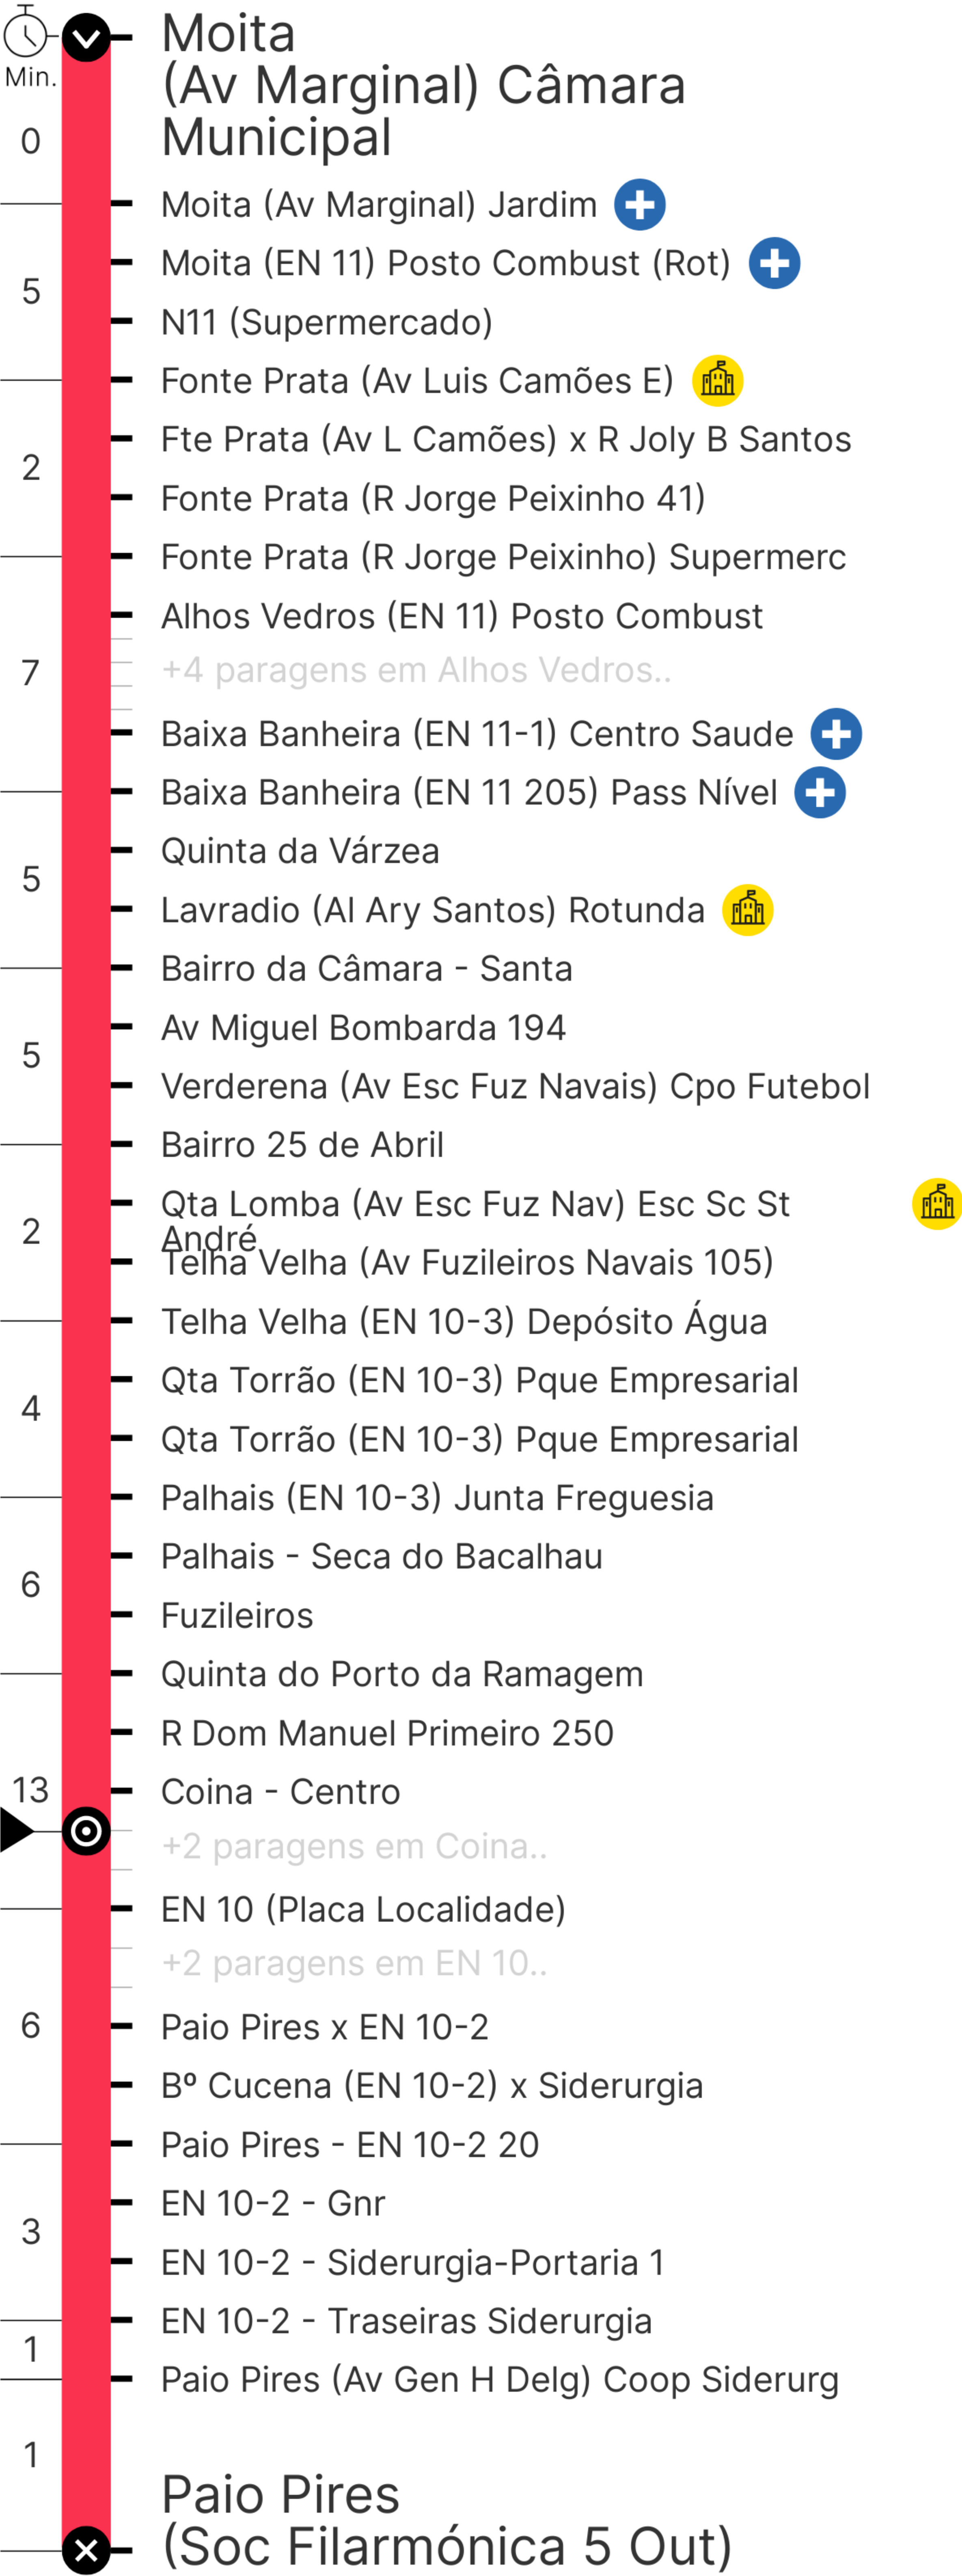 Min.
Moita
(Av Marginal) Câmara
Municipal
0
Moita (Av Marginal) Jardim
Moita (EN 11) Posto Combust (Rot)
5
N11 (Supermercado)
Fonte Prata (Av Luis Camões E)
Fte Prata (Av L Camões) x R Joly B Santos
2
Fonte Prata (R Jorge Peixinho 41)
Fonte Prata (R Jorge Peixinho) Supermerc
Alhos Vedros (EN 11) Posto Combust
7
+4 paragens em Alhos Vedros..
Baixa Banheira (EN 11-1) Centro Saude
Baixa Banheira (EN 11 205) Pass Nível
Quinta da Várzea
5
Lavradio (Al Ary Santos) Rotunda
Bairro da Câmara - Santa
Av Miguel Bombarda 194
5
Verderena (Av Esc Fuz Navais) Cpo Futebol
Bairro 25 de Abril
Qta Lomba (Av Esc Fuz Nav) Esc Sc St
André
2
Telha Velha (Av Fuzileiros Navais 105)
Telha Velha (EN 10-3) Depósito Água
Qta Torrão (EN 10-3) Pque Empresarial
4
Qta Torrão (EN 10-3) Pque Empresarial
Palhais (EN 10-3) Junta Freguesia
Palhais - Seca do Bacalhau
6
Fuzileiros
Quinta do Porto da Ramagem
R Dom Manuel Primeiro 250
13
Coina - Centro
+2 paragens em Coina..
EN 10 (Placa Localidade)
+2 paragens em EN 10..
6
Paio Pires x EN 10-2
Bº Cucena (EN 10-2) x Siderurgia
Paio Pires - EN 10-2 20
EN 10-2 - Gnr
3
EN 10-2 - Siderurgia-Portaria 1
EN 10-2 - Traseiras Siderurgia
1
Paio Pires (Av Gen H Delg) Coop Siderurg
1
Paio Pires
(Soc Filarmónica 5 Out)